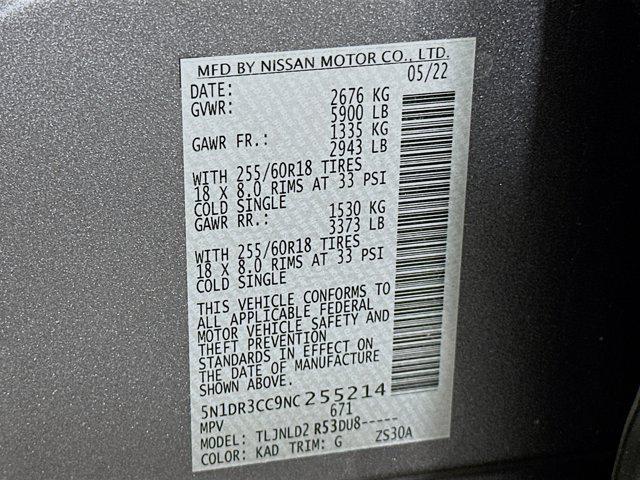 MFD BY NISSAN MOTOR CO., LTD.
DATE: 05/22
GVWR: 2676 KG
5900 LB
GAWR FR.: 1335 KG
2943 LB
WITH 255/60R18 TIRES
18 X 8.0 RIMS AT 33 PSI
COLD SINGLE
GAWR RR.: 1530 KG
3373 LB
WITH 255/60R18 TIRES
18 X 8.0 RIMS AT 33 PSI
COLD SINGLE
THIS VEHICLE CONFORMS TO
ALL APPLICABLE FEDERAL
MOTOR VEHICLE SAFETY AND
THEFT PREVENTION
STANDARDS IN EFFECT ON
THE DATE OF MANUFACTURE
SHOWN ABOVE.
5N1DR3CC9NC255214
MPV 671
MODEL: TLJNLD2 R53DU8-----
COLOR: KAD TRIM: G ZS30A